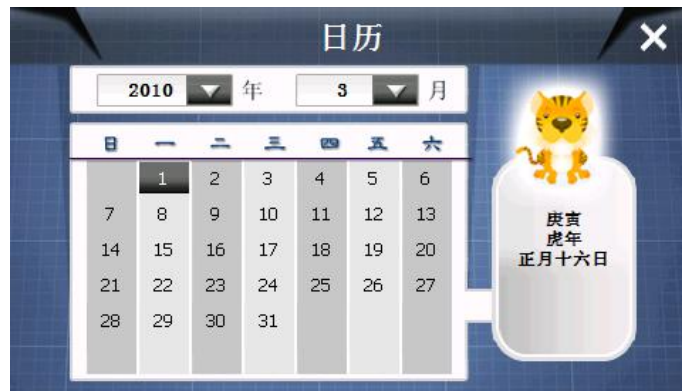 日历
2010 年 3 月
日 一 二 三 四 五 六
1 2 3 4 5 6
7 8 9 10 11 12 13
14 15 16 17 18 19 20
21 22 23 24 25 26 27
28 29 30 31
庚寅
虎年
正月十六日